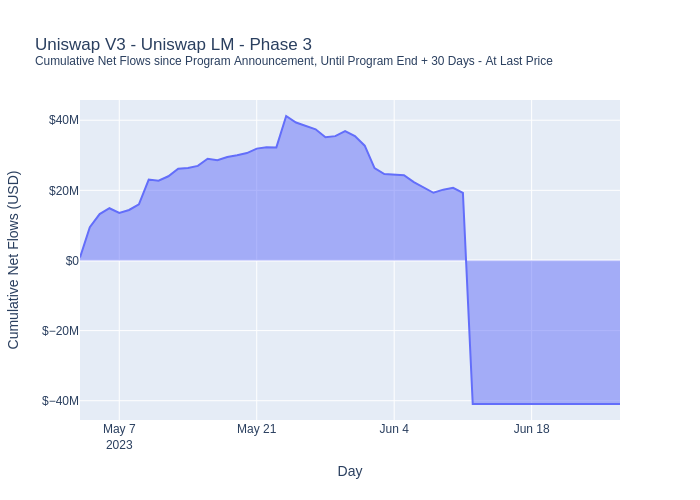 Uniswap V3 - Uniswap LM - Phase 3
Cumulative Net Flows since Program Announcement, Until Program End + 30 Days - At Last Price
Cumulative Net Flows (USD)
$40M
$20M
$0
$−20M
$−40M
May 7
2023
May 21
Jun 4
Jun 18
Day